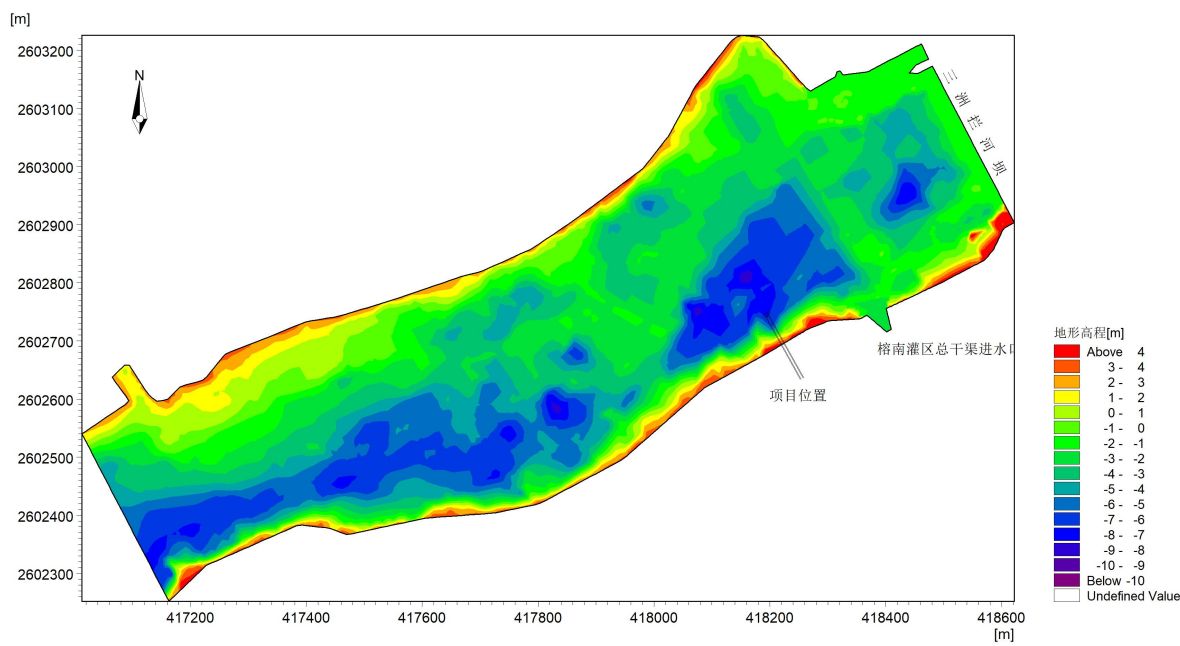 [m]
2603200
2603100
2603000
2602900
2602800
2602700
2602600
2602500
2602400
2602300
N
三洲拦河坝
榕南灌区总干渠进水口
项目位置
417200 417400 417600 417800 418000 418200 418400 418600
[m]
地形高程[m]
Above 4
3 - 4
2 - 3
1 - 2
0 - 1
-1 - 0
-2 - -1
-3 - -2
-4 - -3
-5 - -4
-6 - -5
-7 - -6
-8 - -7
-9 - -8
-10 - -9
Below -10
Undefined Value